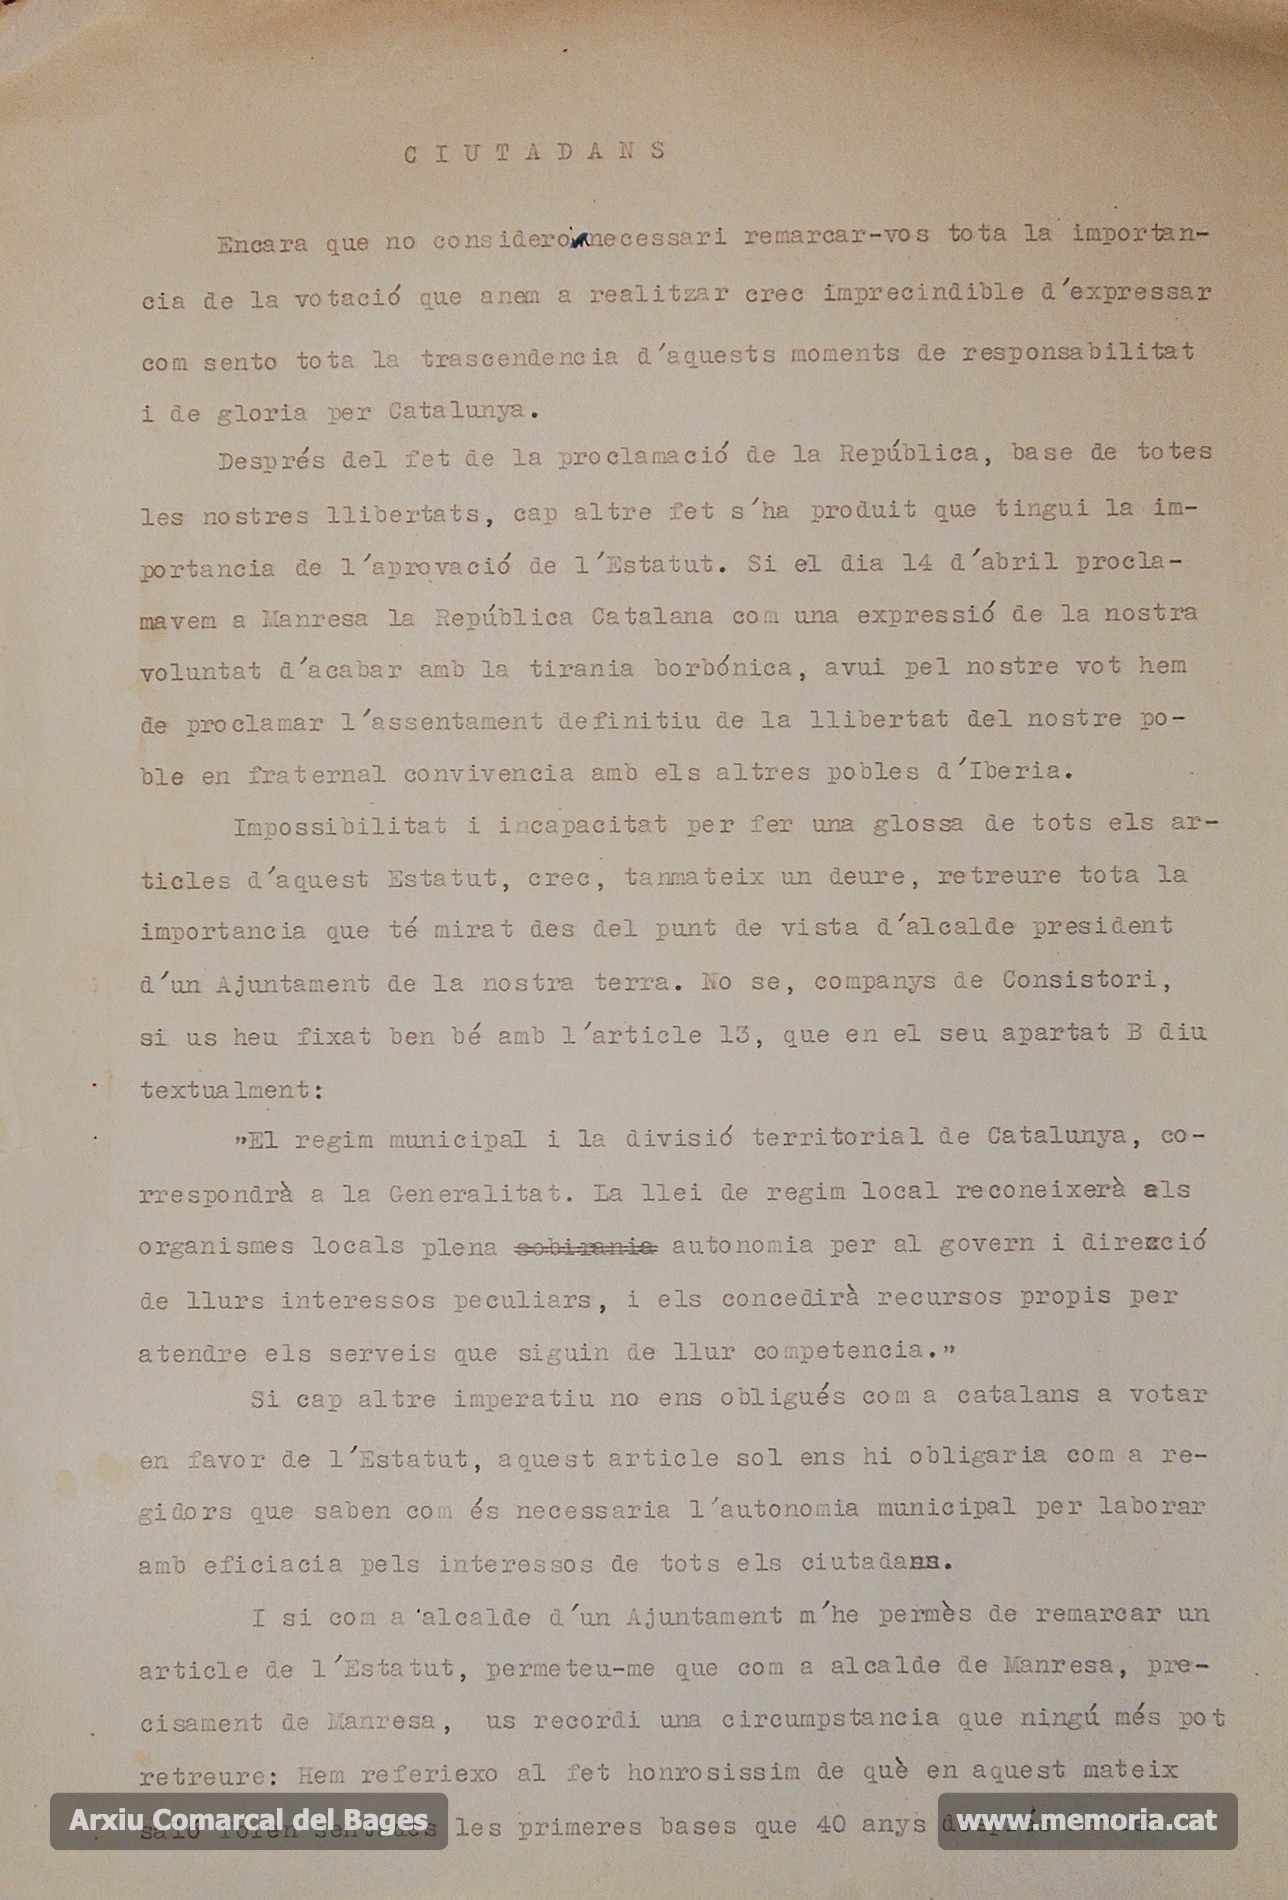 C I U T A D A N S
Encara que no considero necessari remarcar-vos tota la importan-
cia de la votació que anem a realitzar crec imprecindible d'expressar
com sento tota la trascendencia d'aquests moments de responsabilitat
i de gloria per Catalunya.
Després del fet de la proclamació de la República, base de totes
les nostres llibertats, cap altre fet s'ha produit que tingui la im-
portancia de l'aprovació de l'Estatut. Si el dia 14 d'abril procla-
mavem a Manresa la República Catalana com una expressió de la nostra
voluntat d'acabar amb la tirania borbónica, avui pel nostre vot hem
de proclamar l'assentament definitiu de la llibertat del nostre po-
ble en fraternal convivencia amb els altres pobles d'Iberia.
Impossibilitat i incapacitat per fer una glossa de tots els ar-
ticles d'aquest Estatut, crec, tanmateix un deure, retreure tota la
importancia que té mirat des del punt de vista d'alcalde president
d'un Ajuntament de la nostra terra. No se, companys de Consistori,
si us heu fixat ben bé amb l'article 13, que en el seu apartat B diu
textualment:
"El regim municipal i la divisió territorial de Catalunya, co-
rrespondrà a la Generalitat. La llei de regim local reconeixerà als
organismes locals plena sobirania autonomia per al govern i direcció
de llurs interessos peculiars, i els concedirà recursos propis per
atendre els serveis que siguin de llur competencia."
Si cap altre imperatiu no ens obligués com a catalans a votar
en favor de l'Estatut, aquest article sol ens hi obligaria com a re-
gidors que saben com és necessaria l'autonomia municipal per laborar
amb eficiacia pels interessos de tots els ciutadans.
I si com a alcalde d'un Ajuntament m'he permès de remarcar un
article de l'Estatut, permeteu-me que com a alcalde de Manresa, pre-
cisament de Manresa, us recordi una circumpstancia que ningú més pot
retreure: Hem referiexo al fet honrosissim de què en aquest mateix
saló foren sentades les primeres bases que 40 anys després
Arxiu Comarcal del Bages
www.memoria.cat